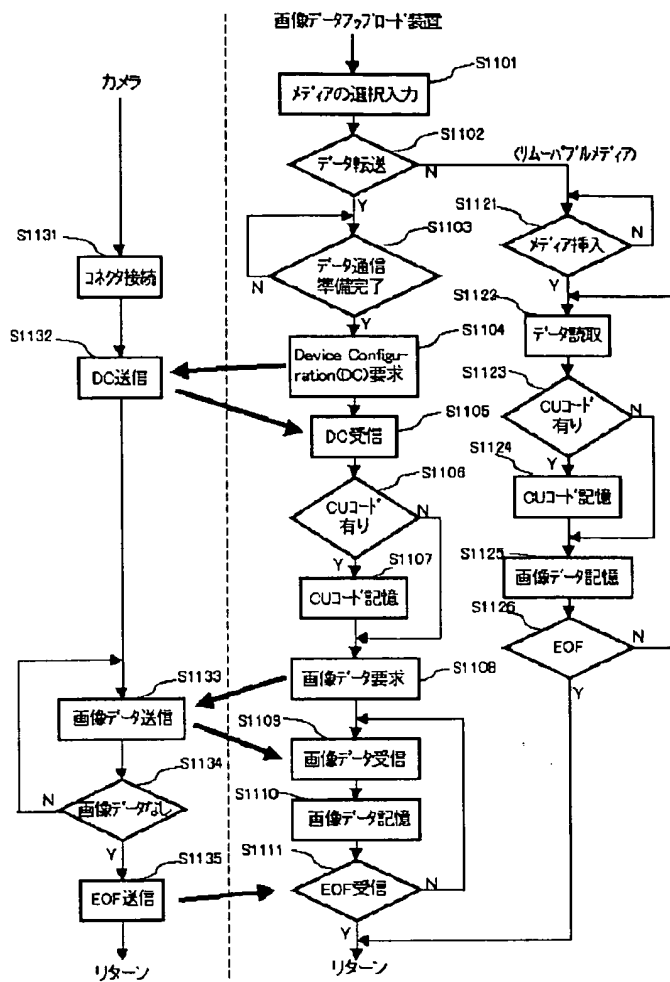 画像データアップロード装置
S1101
メディアの選択入力
S1102
データ転送
N
Y
(リムーバブルメディア)
S1121
メディア挿入
N
Y
S1103
データ通信
準備完了
N
Y
S1122
データ読取
S1104
Device Configu-
ration(DC)要求
S1123
CUコード
有り
N
Y
S1105
DC受信
S1124
CUコード記憶
S1106
CUコード
有り
N
Y
S1125
画像データ記憶
S1107
CUコード記憶
S1126
EOF
N
Y
S1108
画像データ要求
S1109
画像データ受信
S1110
画像データ記憶
S1111
EOF受信
N
Y
リターン
カメラ
S1131
コネクタ接続
S1132
DC送信
S1133
画像データ送信
S1134
画像データなし
N
Y
S1135
EOF送信
リターン